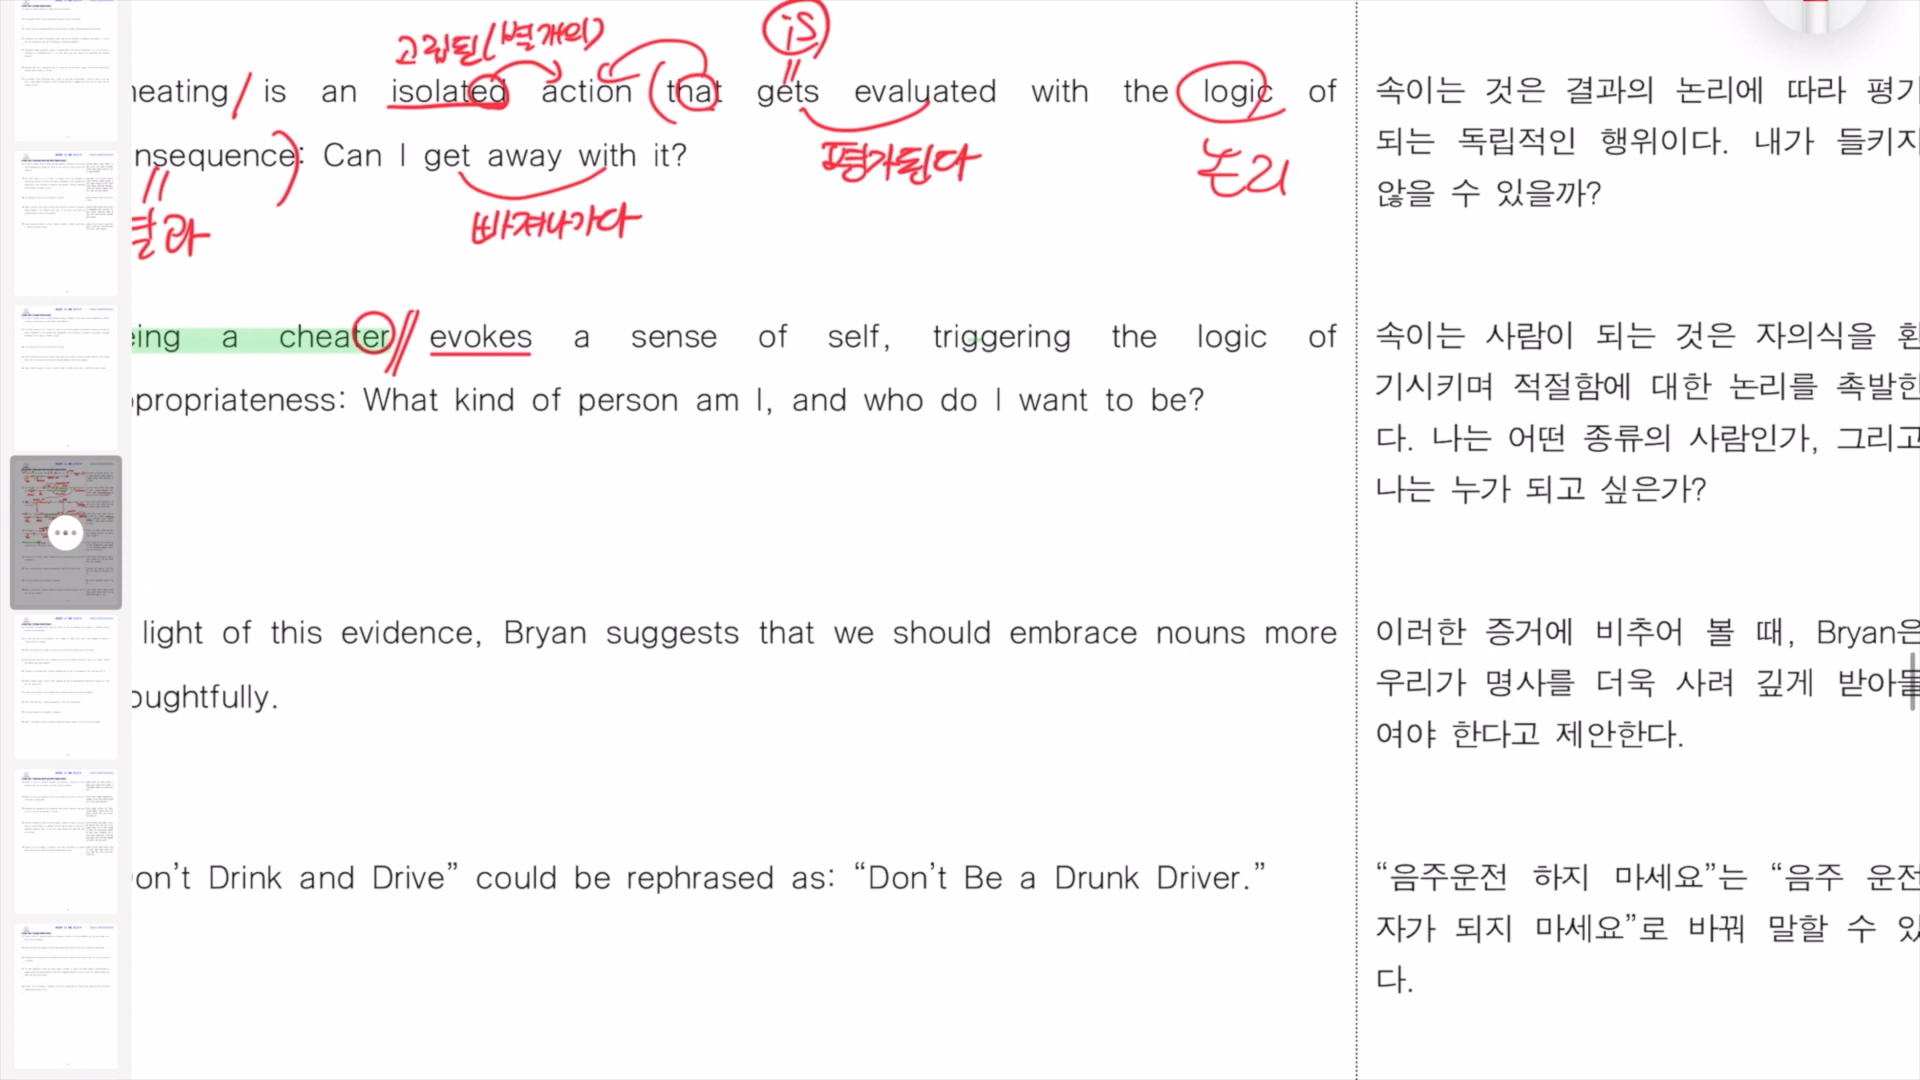 is
고립된(별개의)
heating is an isolated action that gets evaluated with the logic of
nsequence: Can I get away with it?
평가된다
논리
빠져나가다
결과
속이는 것은 결과의 논리에 따라 평가
되는 독립적인 행위이다. 내가 들키지
않을 수 있을까?
eing a cheater evokes a sense of self, triggering the logic of
ppropriateness: What kind of person am I, and who do I want to be?
속이는 사람이 되는 것은 자의식을 환
기시키며 적절함에 대한 논리를 촉발한
다. 나는 어떤 종류의 사람인가, 그리고
나는 누가 되고 싶은가?
light of this evidence, Bryan suggests that we should embrace nouns more
oughtfully.
이러한 증거에 비추어 볼 때, Bryan은
우리가 명사를 더욱 사려 깊게 받아들
여야 한다고 제안한다.
on't Drink and Drive” could be rephrased as: “Don't Be a Drunk Driver.”
“음주운전 하지 마세요”는 “음주 운전
자가 되지 마세요”로 바꿔 말할 수 있
다.